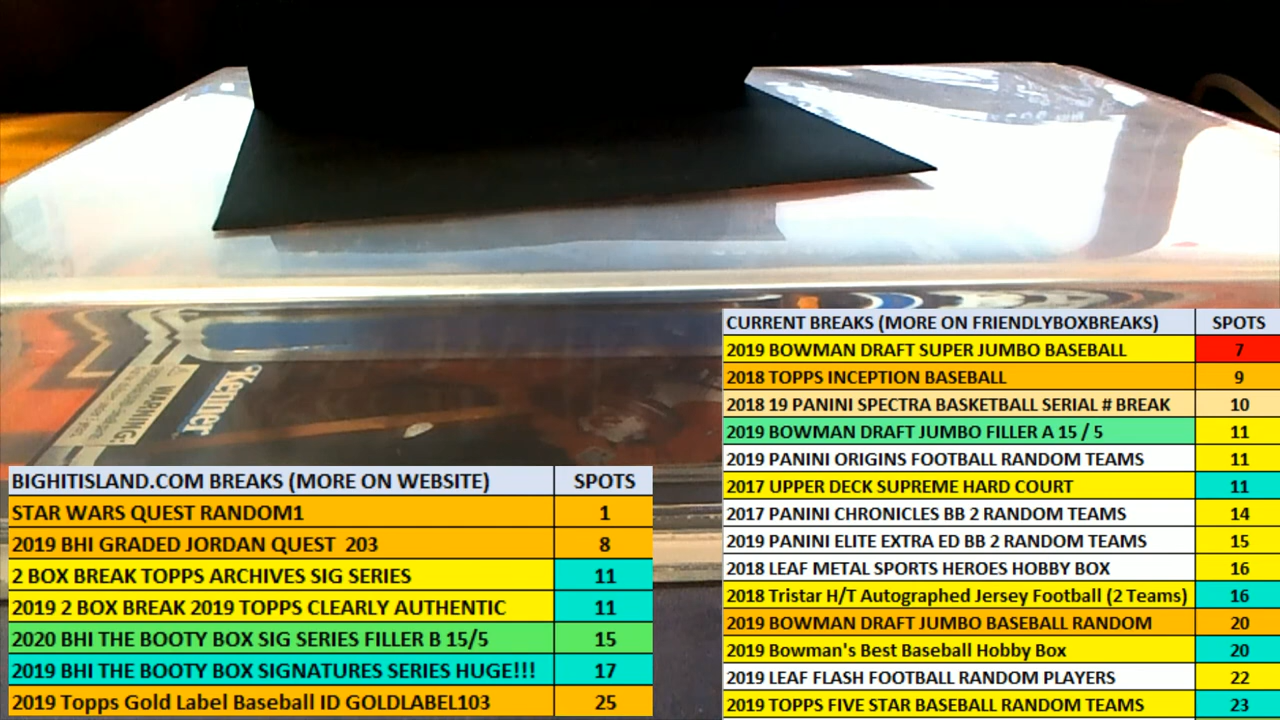 Kenner
WARNING:
BIGHITISLAND.COM BREAKS (MORE ON WEBSITE) SPOTS
STAR WARS QUEST RANDOM1 1
2019 BHI GRADED JORDAN QUEST 203 8
2 BOX BREAK TOPPS ARCHIVES SIG SERIES 11
2019 2 BOX BREAK 2019 TOPPS CLEARLY AUTHENTIC 11
2020 BHI THE BOOTY BOX SIG SERIES FILLER B 15/5 15
2019 BHI THE BOOTY BOX SIGNATURES SERIES HUGE!!! 17
2019 Topps Gold Label Baseball ID GOLDLABEL103 25
CURRENT BREAKS (MORE ON FRIENDLYBOXBREAKS) SPOTS
2019 BOWMAN DRAFT SUPER JUMBO BASEBALL 7
2018 TOPPS INCEPTION BASEBALL 9
2018 19 PANINI SPECTRA BASKETBALL SERIAL # BREAK 10
2019 BOWMAN DRAFT JUMBO FILLER A 15 / 5 11
2019 PANINI ORIGINS FOOTBALL RANDOM TEAMS 11
2017 UPPER DECK SUPREME HARD COURT 11
2017 PANINI CHRONICLES BB 2 RANDOM TEAMS 14
2019 PANINI ELITE EXTRA ED BB 2 RANDOM TEAMS 15
2018 LEAF METAL SPORTS HEROES HOBBY BOX 16
2018 Tristar H/T Autographed Jersey Football (2 Teams) 16
2019 BOWMAN DRAFT JUMBO BASEBALL RANDOM 20
2019 Bowman's Best Baseball Hobby Box 20
2019 LEAF FLASH FOOTBALL RANDOM PLAYERS 22
2019 TOPPS FIVE STAR BASEBALL RANDOM TEAMS 23